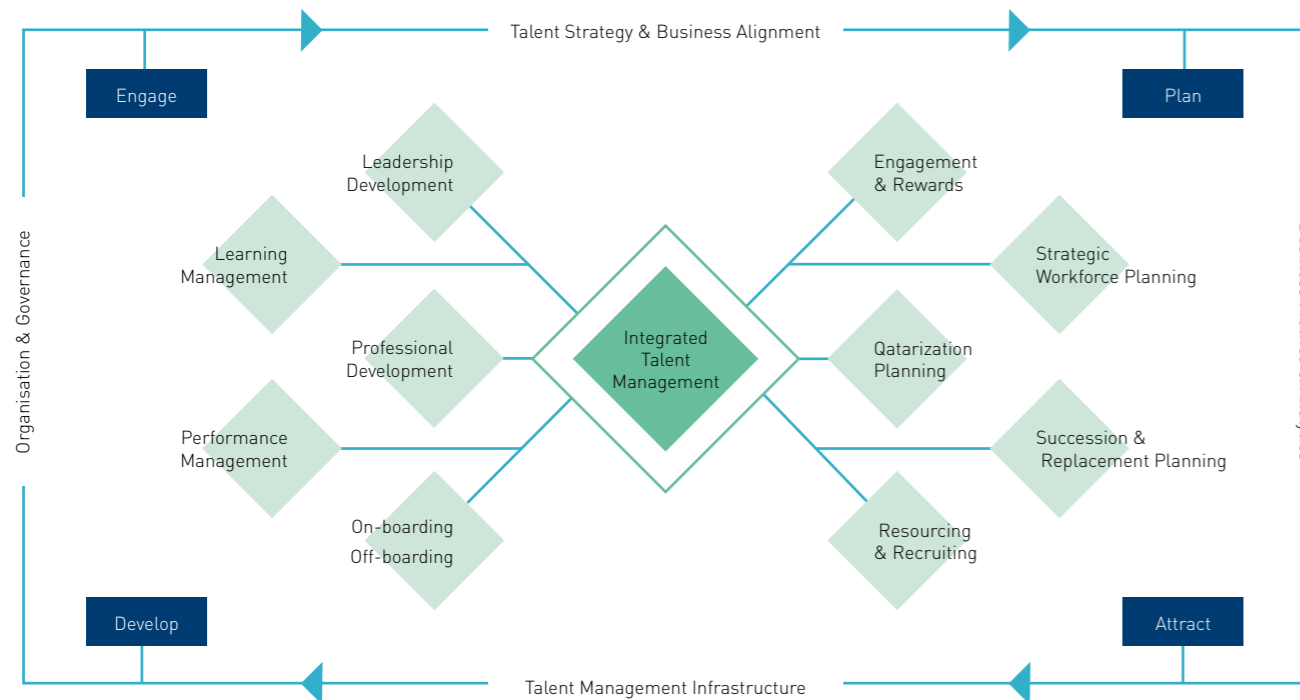 Talent Strategy & Business Alignment
Engage
Plan
Leadership
Development
Engagement
& Rewards
Learning
Management
Strategic
Workforce Planning
Organisation & Governance
Professional
Development
Integrated
Talent
Management
Qatarization
Planning
Performance
Management
Succession &
Replacement Planning
On-boarding
Off-boarding
Resourcing
& Recruiting
Develop
Attract
Talent Management Infrastructure